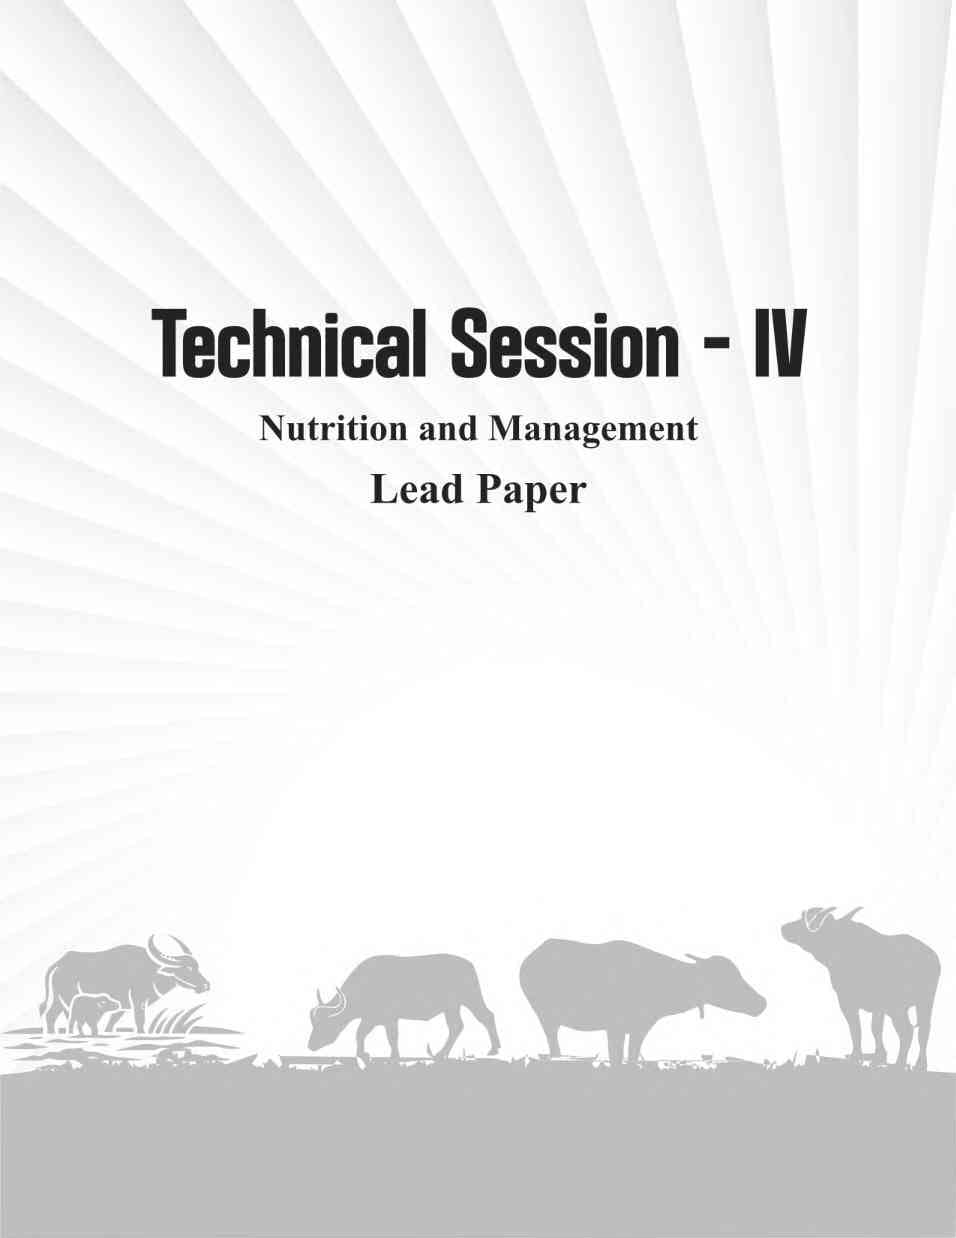 Technical Session - IV
Nutrition and Management
Lead Paper